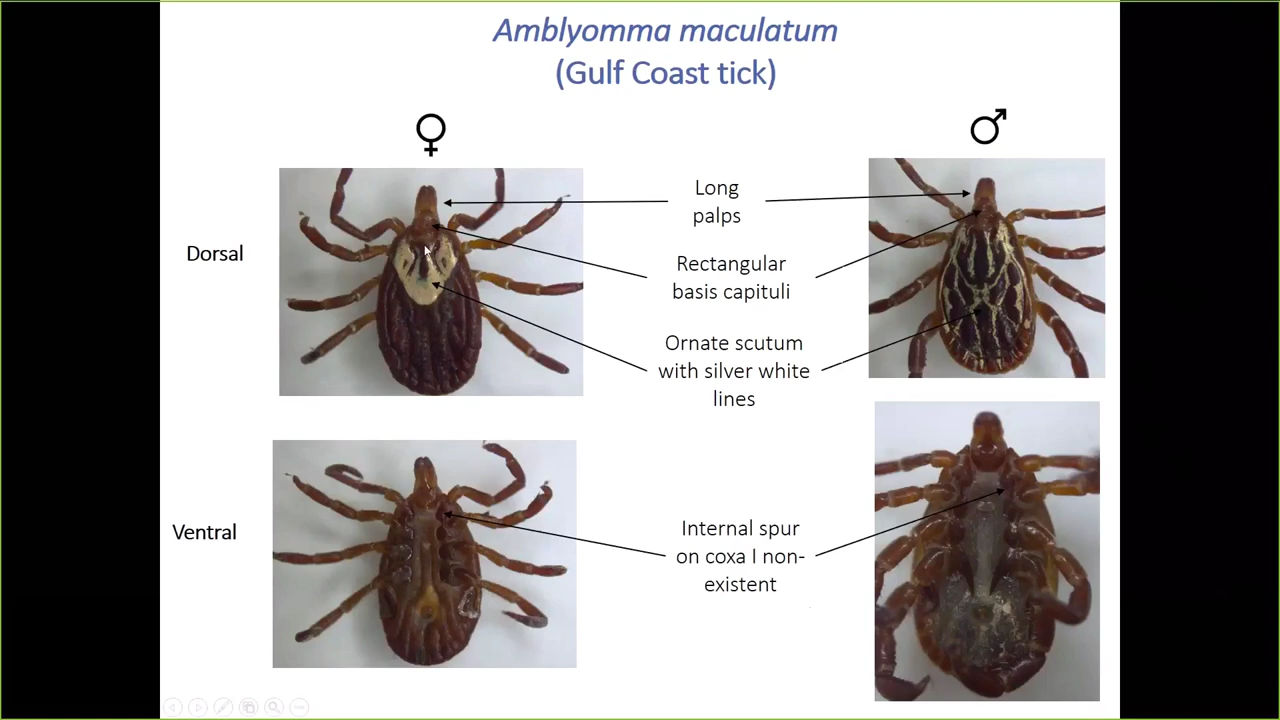 Amblyomma maculatum
(Gulf Coast tick)
♀
♂
Dorsal
Long
palps
Rectangular
basis capituli
Ornate scutum
with silver white
lines
Ventral
Internal spur
on coxa I non-
existent